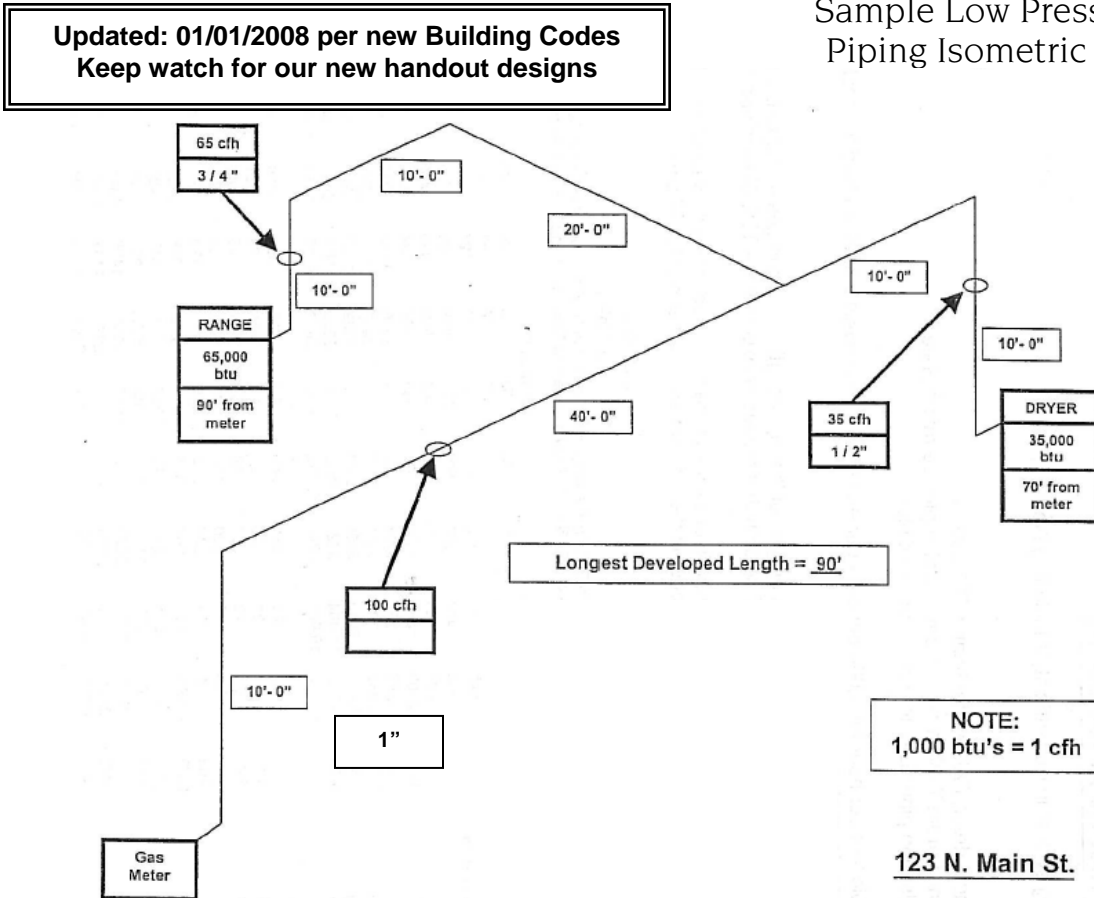 Sample Low Press
Piping Isometric
Updated: 01/01/2008 per new Building Codes
Keep watch for our new handout designs
65 cfh
3 / 4 "
10'- 0"
20'- 0"
10'- 0"
10'- 0"
RANGE
65,000
btu
90' from
meter
10'- 0"
40'- 0"
35 cfh
1 / 2"
DRYER
35,000
btu
70' from
meter
Longest Developed Length = 90'
100 cfh
10'- 0"
1”
NOTE:
1,000 btu's = 1 cfh
Gas
Meter
123 N. Main St.